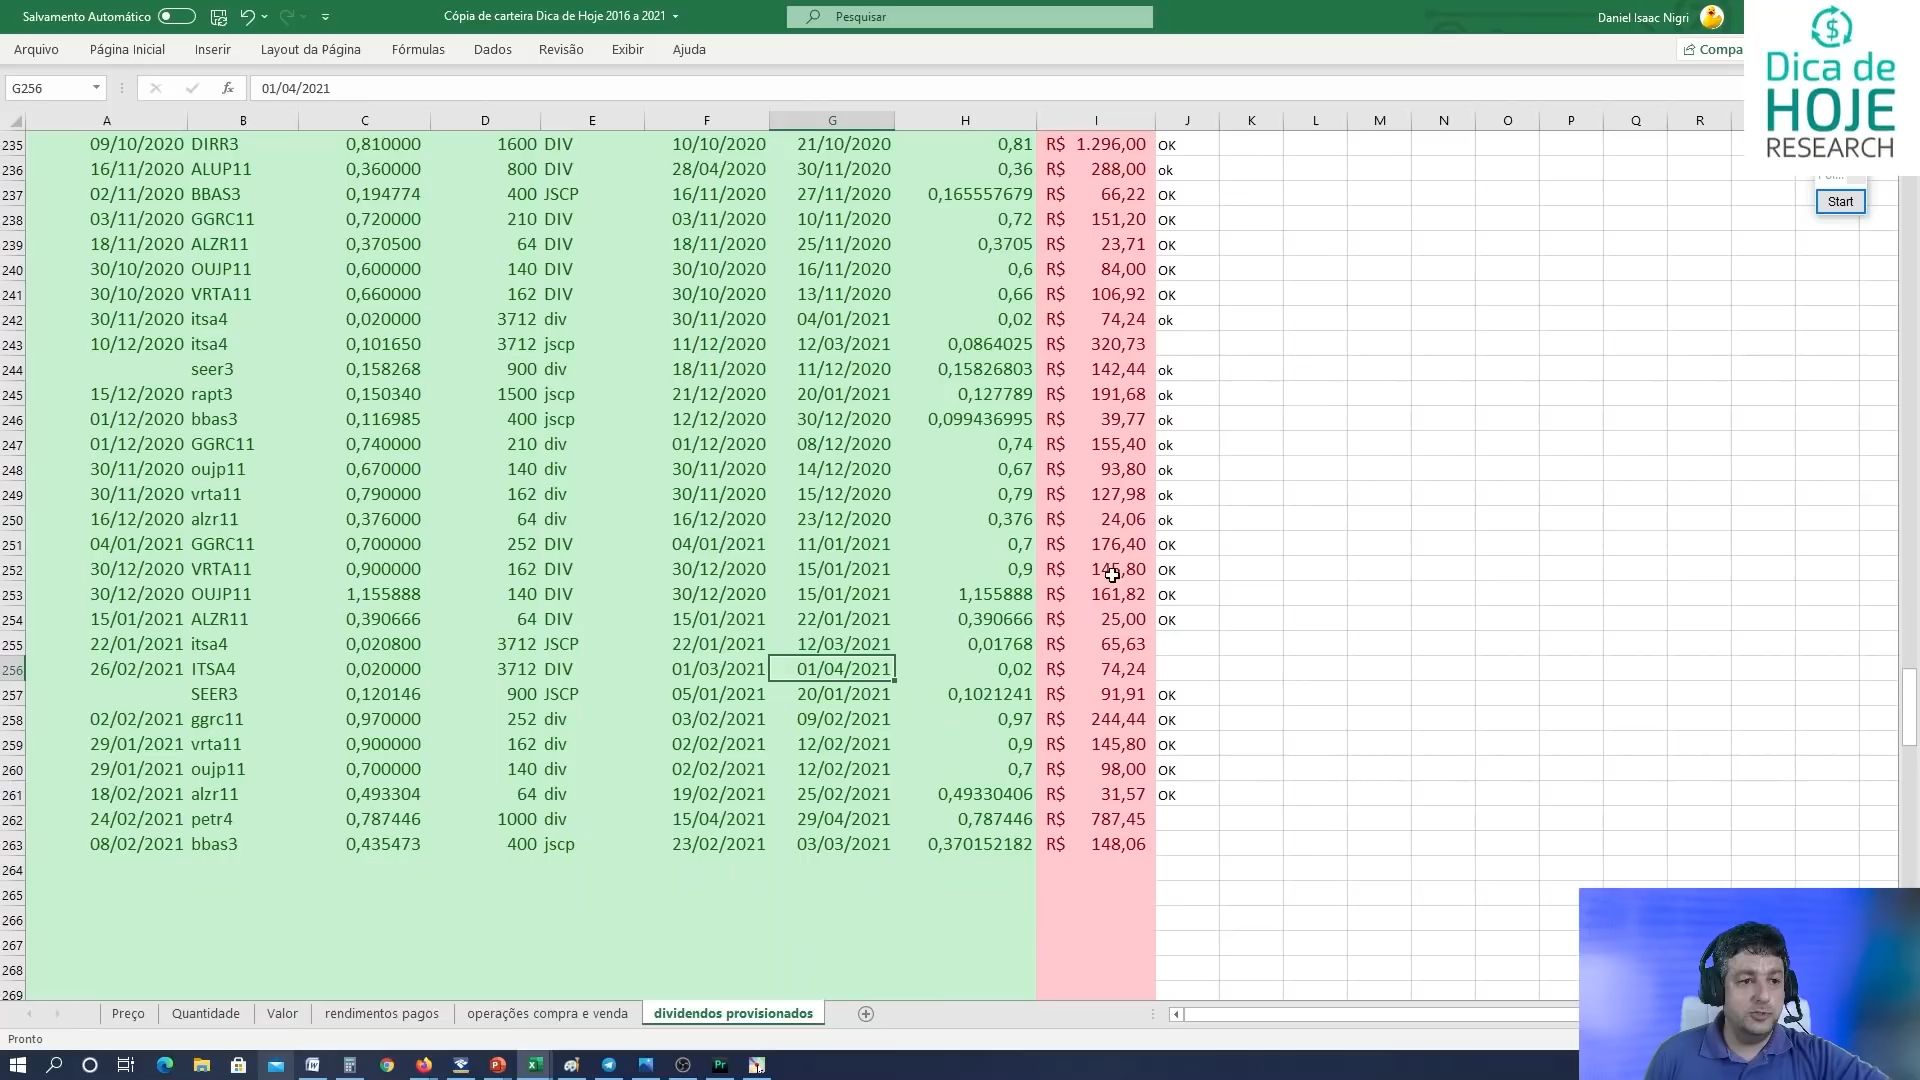 Salvamento Automático
Cópia de carteira Dica de Hoje 2016 a 2021
Pesquisar
Daniel Isaac Nigri
Arquivo Página Inicial Inserir Layout da Página Fórmulas Dados Revisão Exibir Ajuda
Compa
Dica de
HOJE
RESEARCH
G256 fx 01/04/2021
A B C D E F G H I J K L M N O P Q R
235 09/10/2020 DIRR3 0,810000 1600 DIV 10/10/2020 21/10/2020 0,81 R$ 1.296,00 OK
236 16/11/2020 ALUP11 0,360000 800 DIV 28/04/2020 30/11/2020 0,36 R$ 288,00 ok
237 02/11/2020 BBAS3 0,194774 400 JSCP 16/11/2020 27/11/2020 0,165557679 R$ 66,22 OK
238 03/11/2020 GGRC11 0,720000 210 DIV 03/11/2020 10/11/2020 0,72 R$ 151,20 OK
239 18/11/2020 ALZR11 0,370500 64 DIV 18/11/2020 25/11/2020 0,3705 R$ 23,71 OK
240 30/10/2020 OUJP11 0,600000 140 DIV 30/10/2020 16/11/2020 0,6 R$ 84,00 OK
241 30/10/2020 VRTA11 0,660000 162 DIV 30/10/2020 13/11/2020 0,66 R$ 106,92 OK
242 30/11/2020 itsa4 0,020000 3712 div 30/11/2020 04/01/2021 0,02 R$ 74,24 ok
243 10/12/2020 itsa4 0,101650 3712 jscp 11/12/2020 12/03/2021 0,0864025 R$ 320,73
244 seer3 0,158268 900 div 18/11/2020 11/12/2020 0,15826803 R$ 142,44 ok
245 15/12/2020 rapt3 0,150340 1500 jscp 21/12/2020 20/01/2021 0,127789 R$ 191,68 ok
246 01/12/2020 bbas3 0,116985 400 jscp 12/12/2020 30/12/2020 0,099436995 R$ 39,77 ok
247 01/12/2020 GGRC11 0,740000 210 div 01/12/2020 08/12/2020 0,74 R$ 155,40 ok
248 30/11/2020 oujp11 0,670000 140 div 30/11/2020 14/12/2020 0,67 R$ 93,80 ok
249 30/11/2020 vrta11 0,790000 162 div 30/11/2020 15/12/2020 0,79 R$ 127,98 ok
250 16/12/2020 alzr11 0,376000 64 div 16/12/2020 23/12/2020 0,376 R$ 24,06 ok
251 04/01/2021 GGRC11 0,700000 252 DIV 04/01/2021 11/01/2021 0,7 R$ 176,40 OK
252 30/12/2020 VRTA11 0,900000 162 DIV 30/12/2020 15/01/2021 0,9 R$ 145,80 OK
253 30/12/2020 OUJP11 1,155888 140 DIV 30/12/2020 15/01/2021 1,155888 R$ 161,82 OK
254 15/01/2021 ALZR11 0,390666 64 DIV 15/01/2021 22/01/2021 0,390666 R$ 25,00 OK
255 22/01/2021 itsa4 0,020800 3712 JSCP 22/01/2021 12/03/2021 0,01768 R$ 65,63
256 26/02/2021 ITSA4 0,020000 3712 DIV 01/03/2021 01/04/2021 0,02 R$ 74,24
257 SEER3 0,120146 900 JSCP 05/01/2021 20/01/2021 0,1021241 R$ 91,91 OK
258 02/02/2021 ggrc11 0,970000 252 div 03/02/2021 09/02/2021 0,97 R$ 244,44 OK
259 29/01/2021 vrta11 0,900000 162 div 02/02/2021 12/02/2021 0,9 R$ 145,80 OK
260 29/01/2021 oujp11 0,700000 140 div 02/02/2021 12/02/2021 0,7 R$ 98,00 OK
261 18/02/2021 alzr11 0,493304 64 div 19/02/2021 25/02/2021 0,49330406 R$ 31,57 OK
262 24/02/2021 petr4 0,787446 1000 div 15/04/2021 29/04/2021 0,787446 R$ 787,45
263 08/02/2021 bbas3 0,435473 400 jscp 23/02/2021 03/03/2021 0,370152182 R$ 148,06
264
265
266
267
268
269
Start
Preço Quantidade Valor rendimentos pagos operações compra e venda dividendos provisionados
Pronto